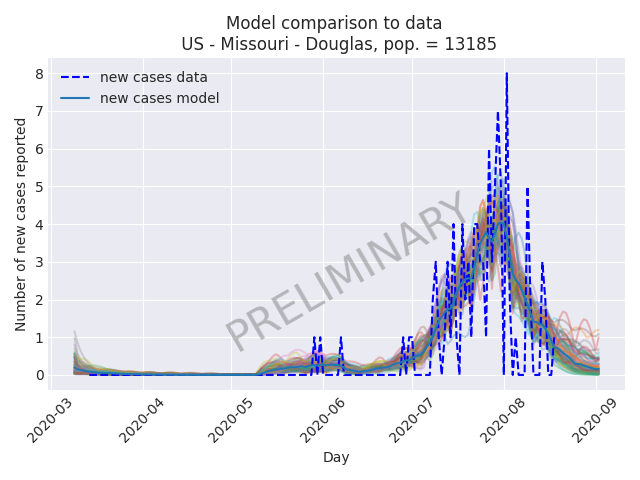 Model comparison to data
US - Missouri - Douglas, pop. = 13185
new cases data
new cases model
Number of new cases reported
8
7
6
5
4
3
2
1
0
PRELIMINARY
2020-03
2020-04
2020-05
2020-06
2020-07
2020-08
2020-09
Day